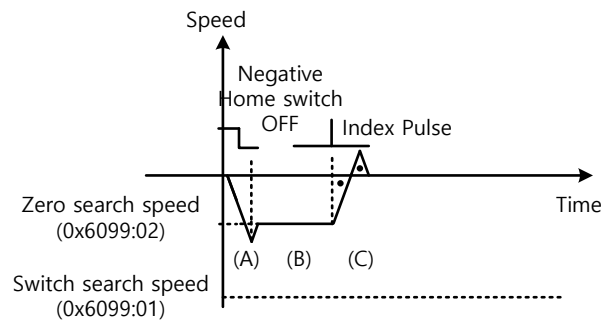 Speed
Negative
Home switch
OFF
Index Pulse
Time
Zero search speed
(0x6099:02)
(A)
(B)
(C)
Switch search speed
(0x6099:01)